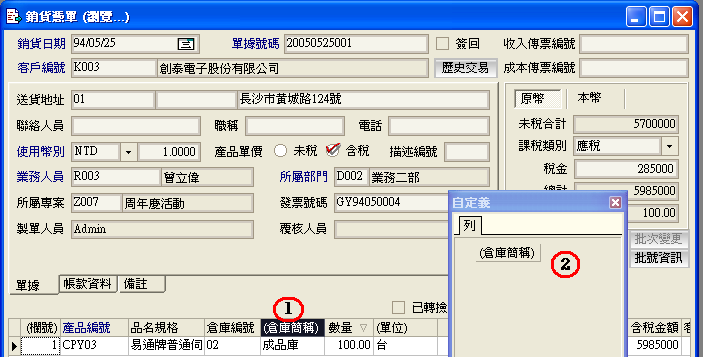 銷貨憑單 (瀏覽...)
銷貨日期 94/05/25 單據號碼 20050525001 簽回 收入傳票編號
客戶編號 K003 創泰電子股份有限公司 歷史交易 成本傳票編號
送貨地址 01 長沙市黃城路124號 原幣 本幣
聯絡人員 職稱 電話 未稅合計 5700000
使用幣別 NTD 1.0000 產品單價 未稅 含稅 描述編號 課稅類別 應稅
稅金 285000
業務人員 R003 曾立偉 所屬部門 D002 業務二部 總計 5985000
所屬專案 Z007 周年慶活動 發票號碼 GY94050004 自定義 100.00
製單人員 Admin 覆核人員 列 批次變更
(倉庫簡稱) 2 批號資訊
單據 帳款資料 備註
1 已轉撿
(欄號) 產品編號 品名規格 倉庫編號 (倉庫簡稱) 數量 (單位) 含稅金額 客
1 CPY03 易通牌普通伺 02 成品庫 100.00 台 5985000